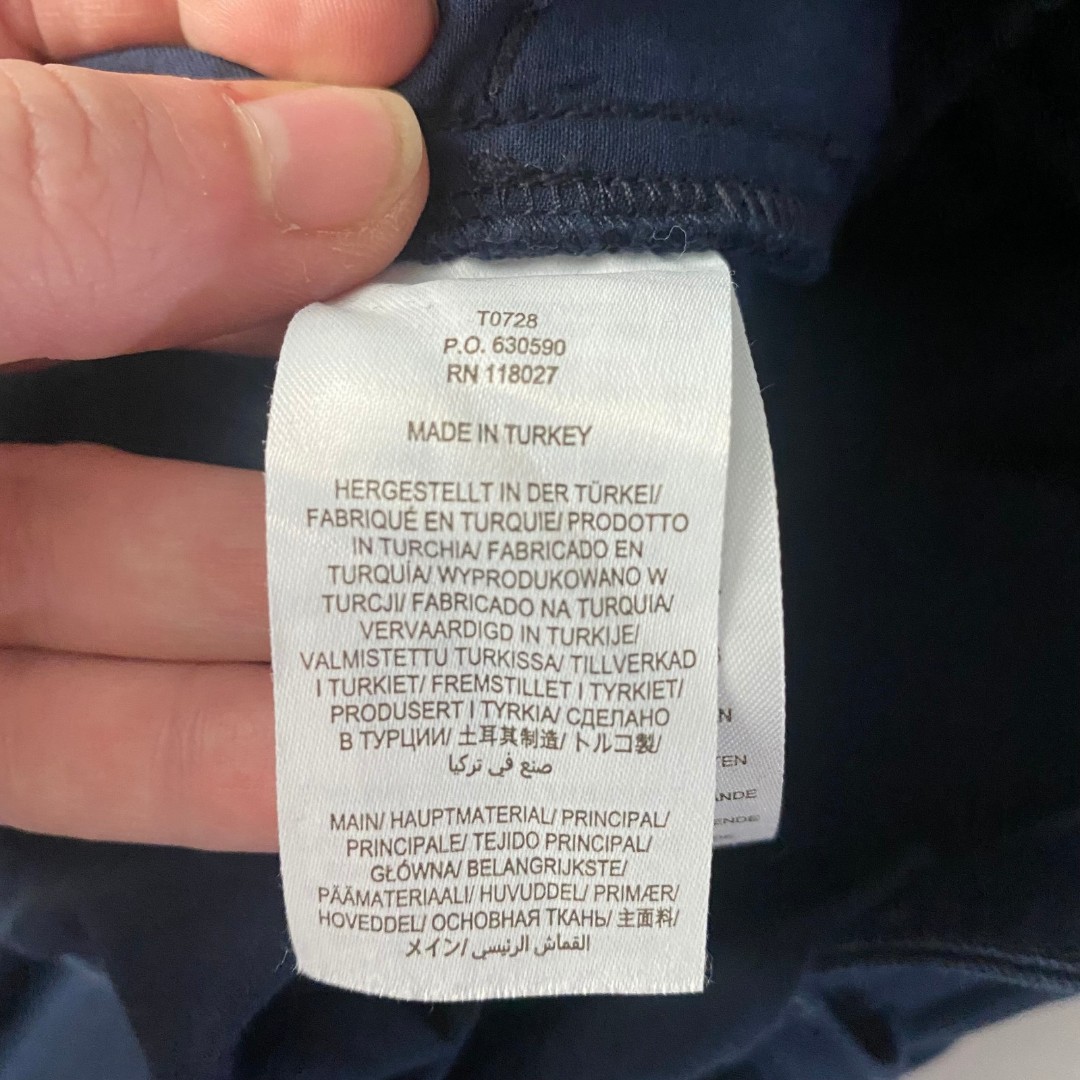 T0728
P.O. 630590
RN 118027
MADE IN TURKEY
HERGESTELLT IN DER TÜRKEI/
FABRIQUÉ EN TURQUIE/ PRODOTTO
IN TURCHIA/ FABRICADO EN
TURQUÍA/ WYPRODUKOWANO W
TURCJI/ FABRICADO NA TURQUIA/
VERVAARDIGD IN TURKIJE/
VALMISTETTU TURKISSA/ TILLVERKAD
I TURKIET/ FREMSTILLET I TYRKIET/
PRODUSERT I TYRKIA/ СДЕЛАНО
В ТУРЦИИ/ 土耳其制造/ トルコ製/
صنع في تركيا
MAIN/ HAUPTMATERIAL/ PRINCIPAL/
PRINCIPALE/ TEJIDO PRINCIPAL/
GŁÓWNA/ BELANGRIJKSTE/
PÄÄMATERIAALI/ HUVUDDEL/ PRIMÆR/
HOVEDDEL/ ОСНОВНАЯ ТКАНЬ/ 主面料/
メイン/ القماش الرئيسي